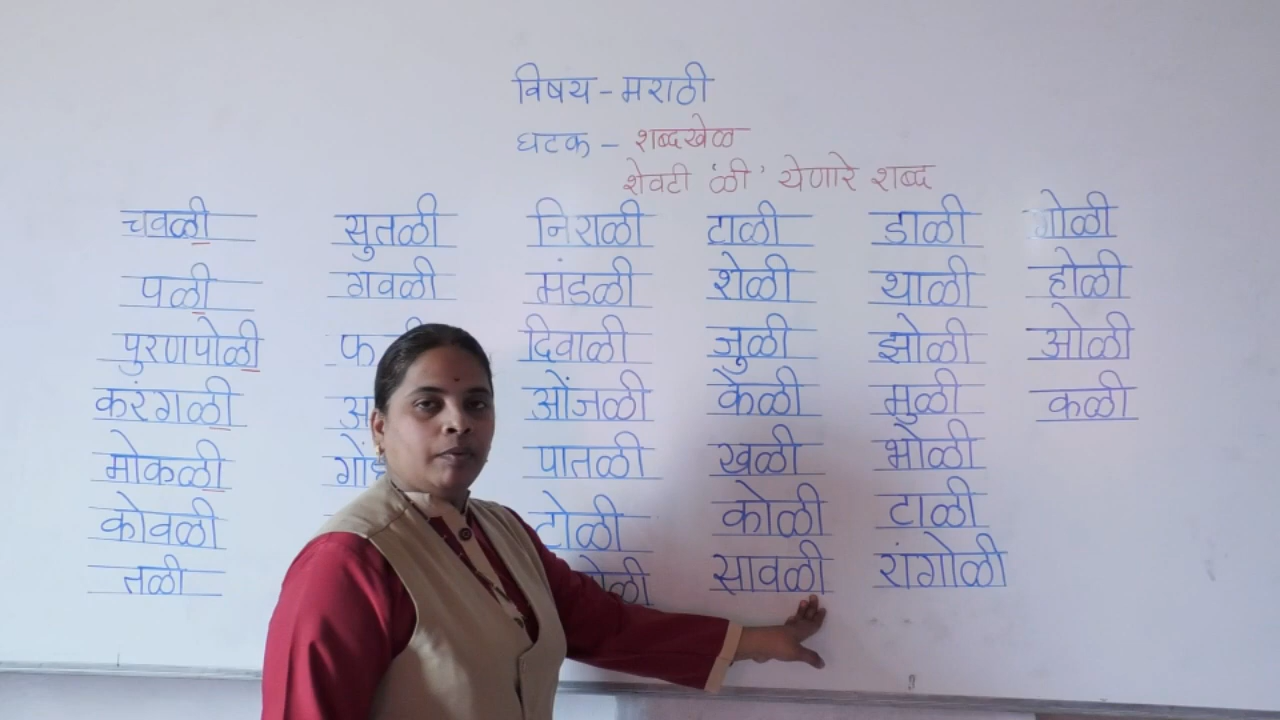 विषय - मराठी
घटक - शब्दखेळ
शेवटी 'ळी' येणारे शब्द
चवळी सुतळी निराळी टाळी डाळी गोळी
पळी गवळी मंडळी शेळी थाळी होळी
पुरणपोळी दिवाळी जुळी झोळी ओळी
करंगळी ओंजळी केळी मुळी कळी
मोकळी पातळी खळी भोळी
कोवळी टोळी कोळी टाळी
तळी सावळी रांगोळी